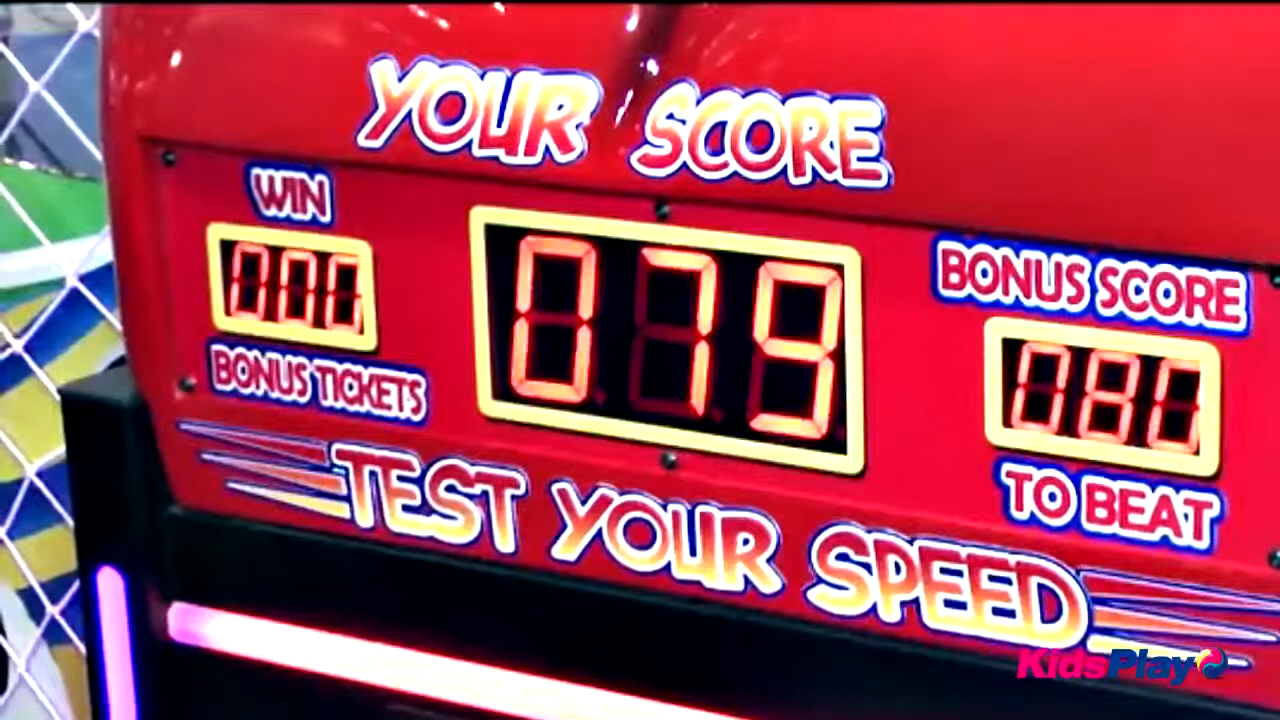 YOUR SCORE
WIN
000
BONUS TICKETS
079
BONUS SCORE
080
TO BEAT
TEST YOUR SPEED
KidsPlay